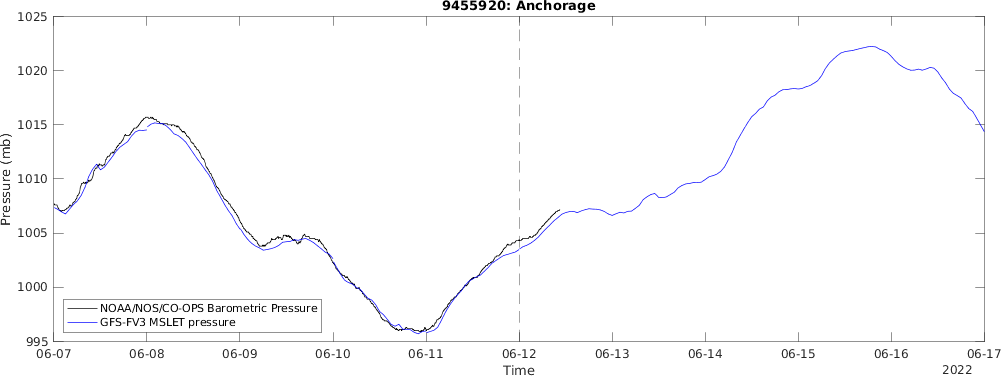 9455920: Anchorage
1025
1020
1015
1010
1005
1000
995
Pressure (mb)
NOAA/NOS/CO-OPS Barometric Pressure
GFS-FV3 MSLET pressure
06-07 06-08 06-09 06-10 06-11 06-12 06-13 06-14 06-15 06-16 06-17
Time
2022